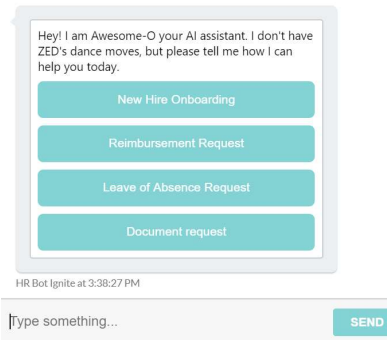 Hey! I am Awesome-O your AI assistant. I don't have
ZED's dance moves, but please tell me how I can
help you today.
New Hire Onboarding
Reimbursement Request
Leave of Absence Request
Document request
HR Bot Ignite at 3:38:27 PM
Type something...
SEND